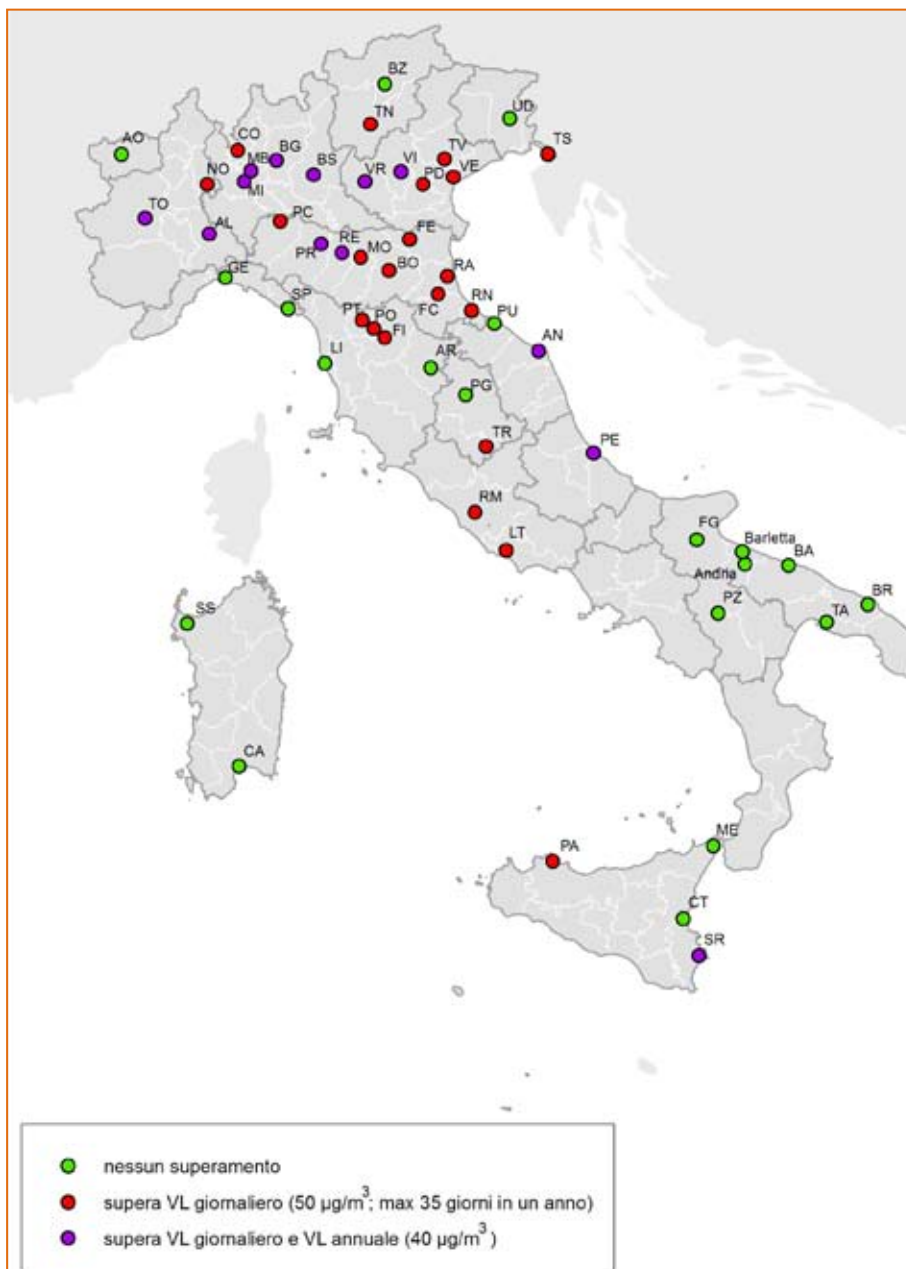 BZ
UD
TN
AO
CO
TS
TV
BG
MB
BS
VI
VE
VR
PD
NO
MI
TO
PC
AL
FE
RE
MO
PR
BO
RA
GE
SP
FC
RN
PT
PO
PU
FI
AN
LI
AR
PG
TR
PE
RM
LT
FG
Barletta
BA
Andria
PZ
BR
SS
TA
CA
ME
PA
CT
SR
nessun superamento
supera VL giornaliero (50 µg/m³; max 35 giorni in un anno)
supera VL giornaliero e VL annuale (40 µg/m³)